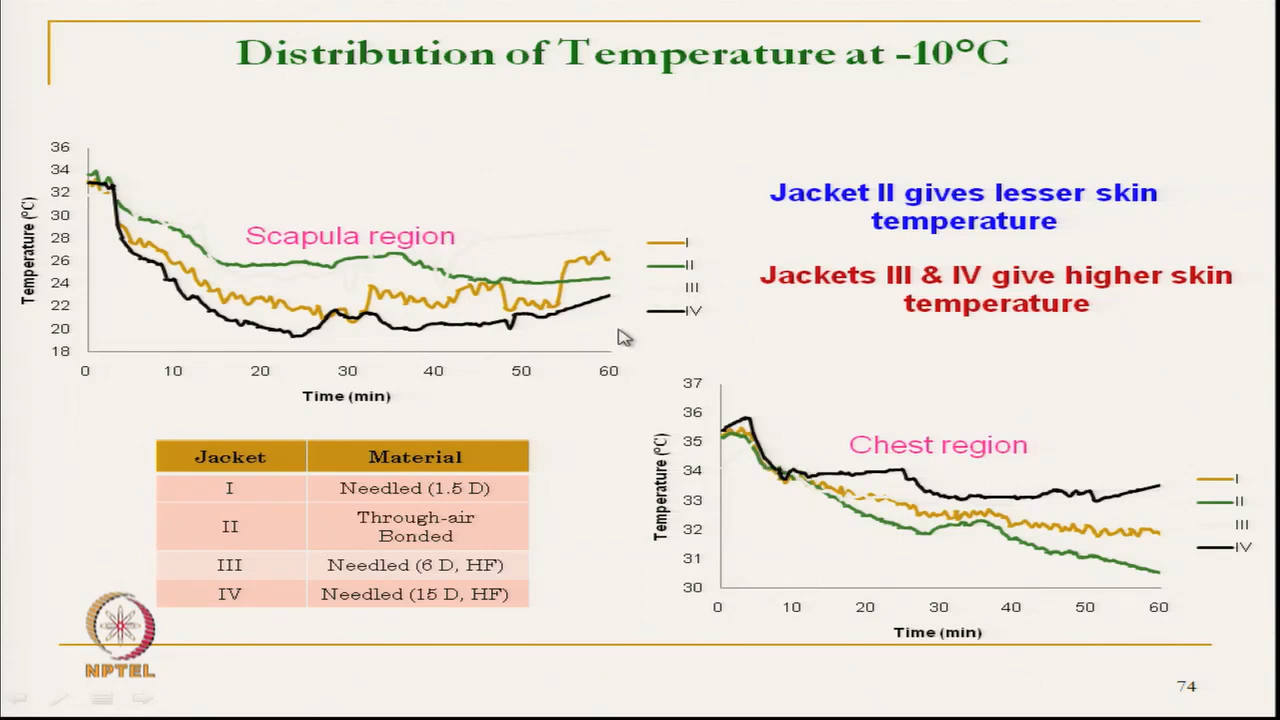 Distribution of Temperature at -10°C
36
34
32
30
28
26
24
22
20
18
Temperature (°C)
Scapula region
I
II
III
IV
0 10 20 30 40 50 60
Time (min)
Jacket II gives lesser skin
temperature
Jackets III & IV give higher skin
temperature
Jacket Material
I Needled (1.5 D)
II Through-air
Bonded
III Needled (6 D, HF)
IV Needled (15 D, HF)
37
36
35
34
33
32
31
30
Temperature (°C)
Chest region
I
II
III
IV
0 10 20 30 40 50 60
Time (min)
NPTEL
74